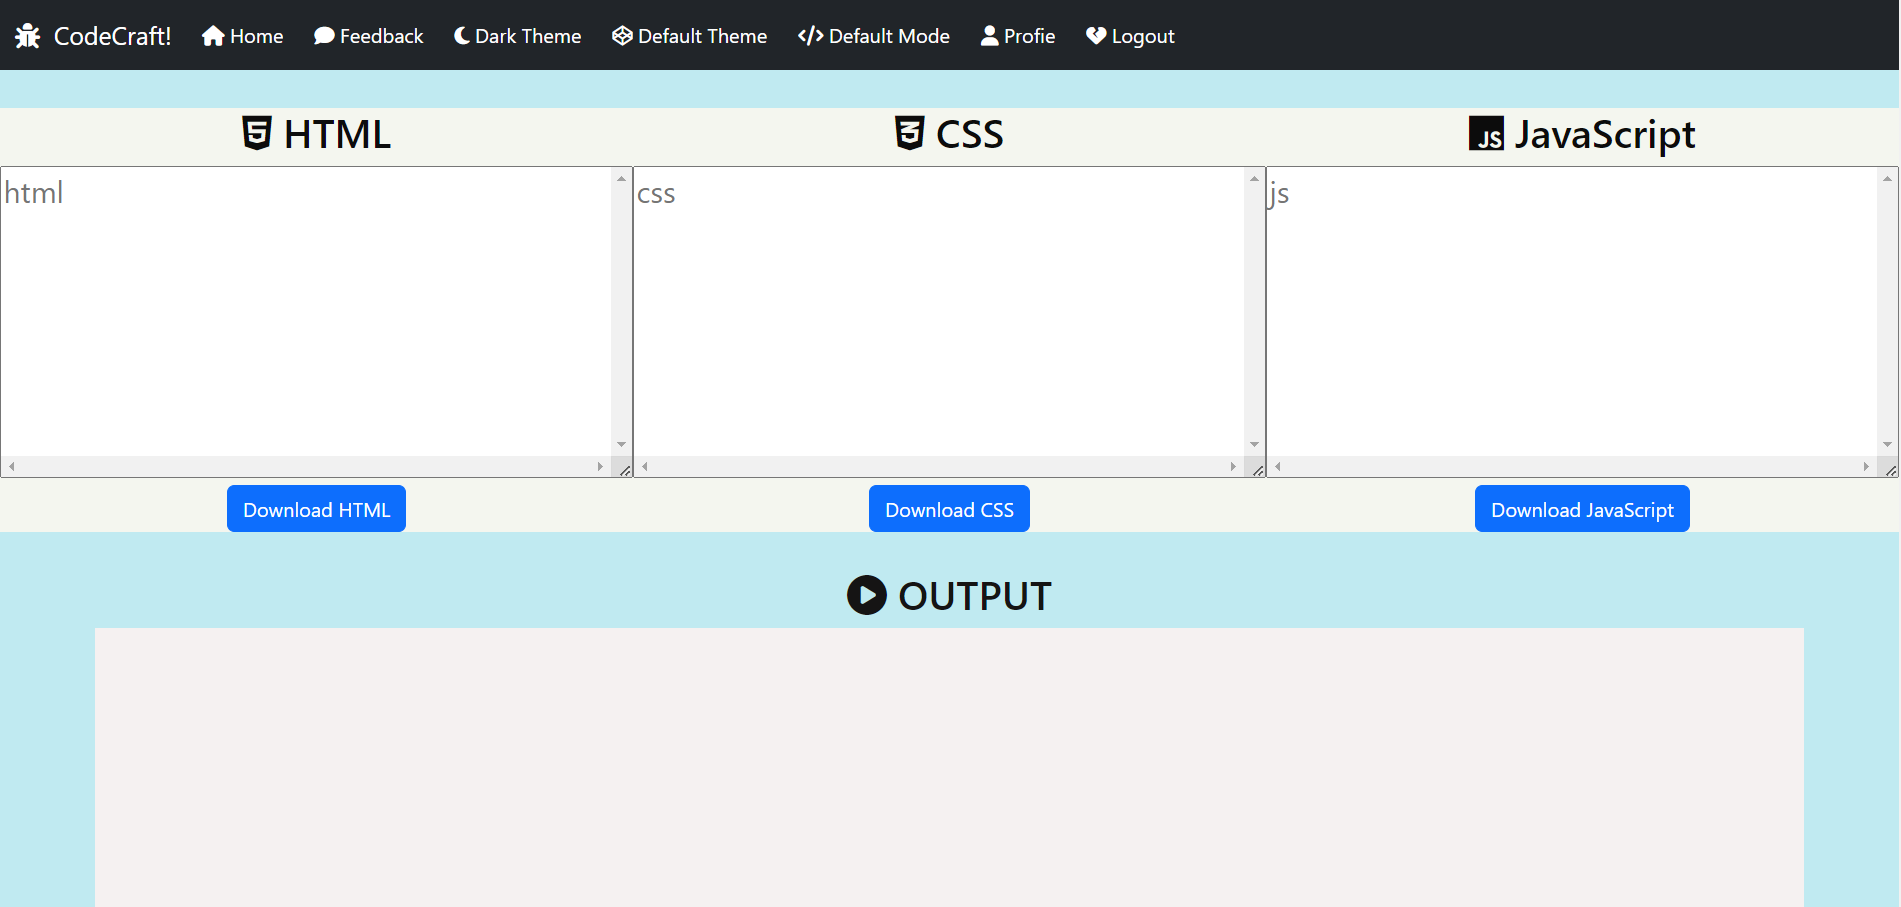 CodeCraft! Home Feedback Dark Theme Default Theme Default Mode Profie Logout
HTML CSS JavaScript
html css js
Download HTML Download CSS Download JavaScript
OUTPUT